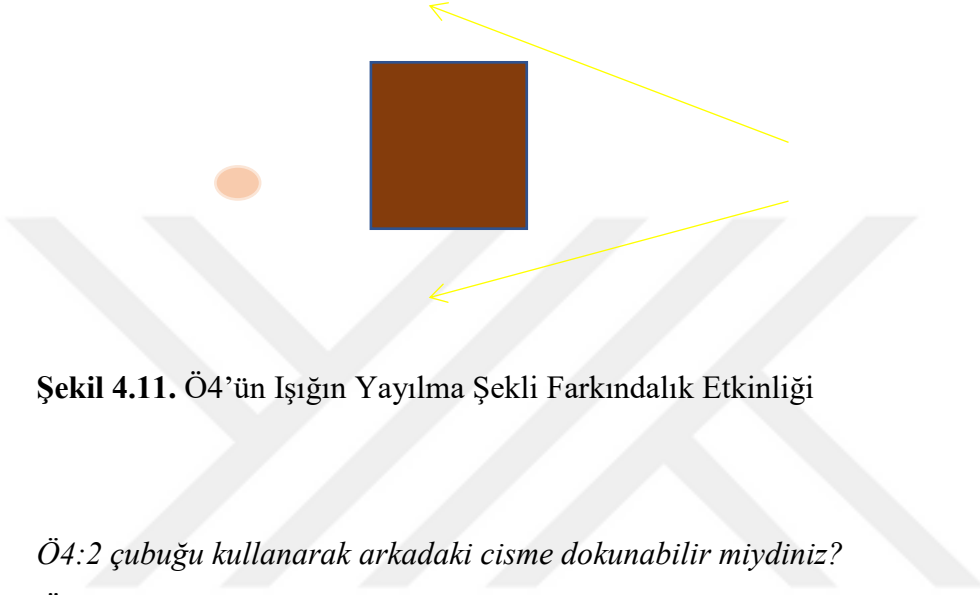 Şekil 4.11. Ö4’ün Işığın Yayılma Şekli Farkındalık Etkinliği
Ö4:2 çubuğu kullanarak arkadaki cisme dokunabilir miydiniz?